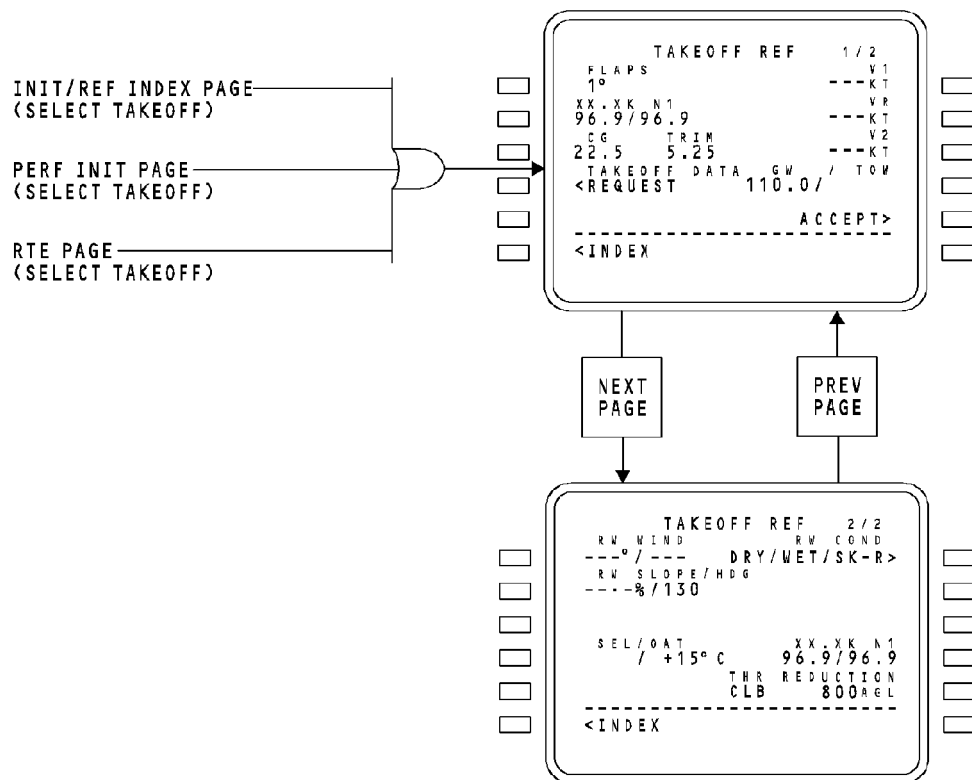 INIT/REF INDEX PAGE
(SELECT TAKEOFF)
PERF INIT PAGE
(SELECT TAKEOFF)
RTE PAGE
(SELECT TAKEOFF)
TAKEOFF REF 1/2
FLAPS V1
1° ---KT
XX.XK N1 VR
96.9/96.9 ---KT
CG TRIM V2
22.5 5.25 ---KT
TAKEOFF DATA GW / TOW
<REQUEST 110.0/
ACCEPT>
------------------------
<INDEX
NEXT
PAGE
PREV
PAGE
TAKEOFF REF 2/2
RW WIND RW COND
---°/--- DRY/WET/SK-R>
RW SLOPE/HDG
--.-%/130
SEL/OAT XX.XK N1
/ +15°C 96.9/96.9
THR REDUCTION
CLB 800AGL
------------------------
<INDEX